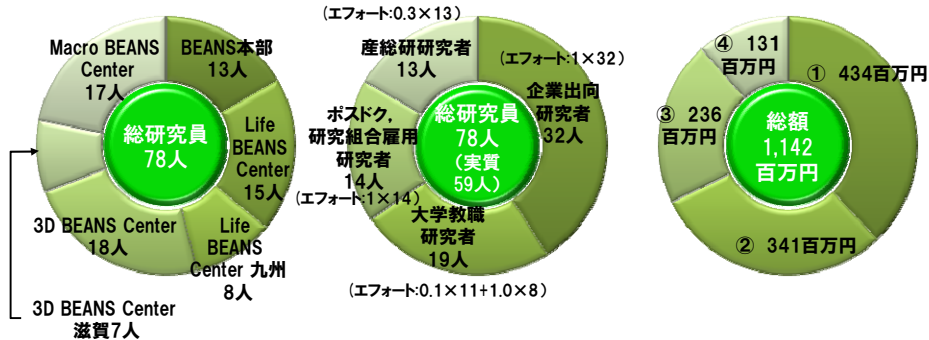 Macro BEANS
Center
17人
BEANS本部
13人
総研究員
78人
Life
BEANS
Center
15人
3D BEANS Center
18人
Life
BEANS
Center 九州
8人
3D BEANS Center
滋賀7人
(エフォート:0.3×13)
産総研研究者
13人
(エフォート:1×32)
企業出向
研究者
32人
ポスドク,
研究組合雇用
研究者
14人
(エフォート:1×14)
総研究員
78人
(実質
59人)
大学教職
研究者
19人
(エフォート:0.1×11+1.0×8)
④ 131
百万円
① 434百万円
③ 236
百万円
総額
1,142
百万円
② 341百万円